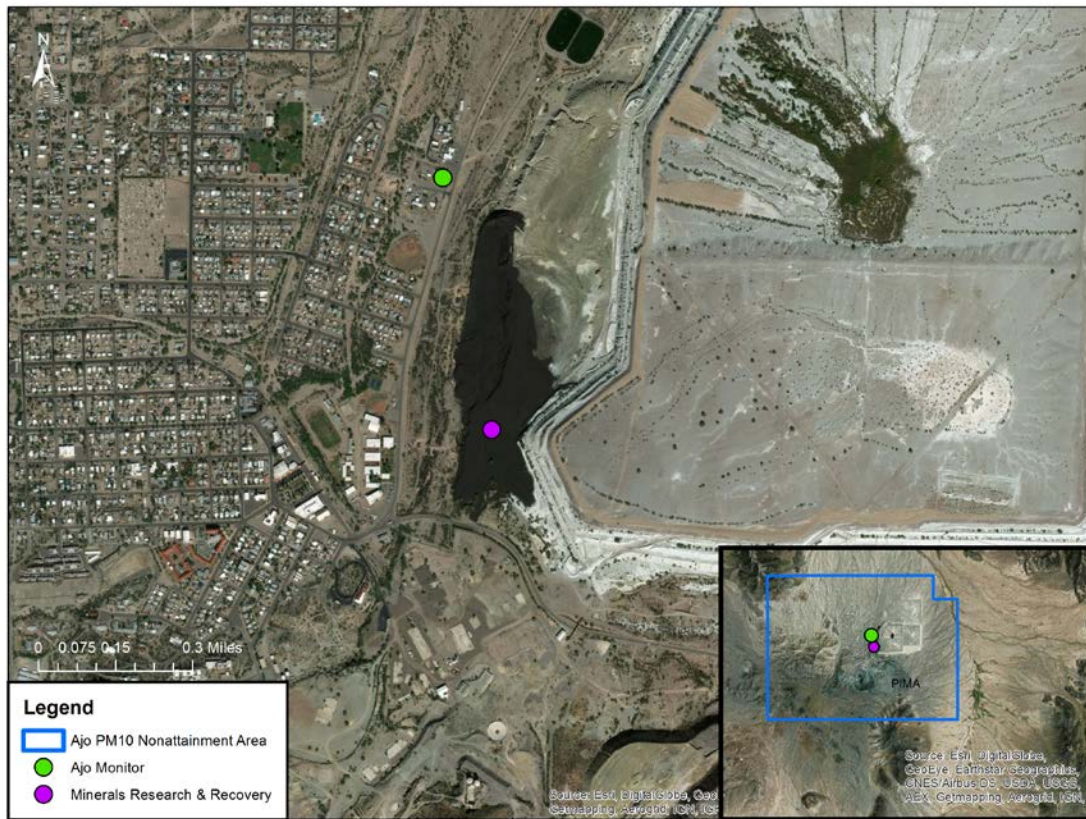 N
0 0.075 0.15 0.3 Miles
Legend
Ajo PM10 Nonattainment Area
Ajo Monitor
Minerals Research & Recovery
Source: Esri, DigitalGlobe, Geo
Getmapping, Aerogrid, IGN, IG
PIMA
Source: Esri, DigitalGlobe,
GeoEye, Earthstar Geographics,
CNES/Airbus DS, USDA, USGS,
AEX, Getmapping, Aerogrid, IGN,